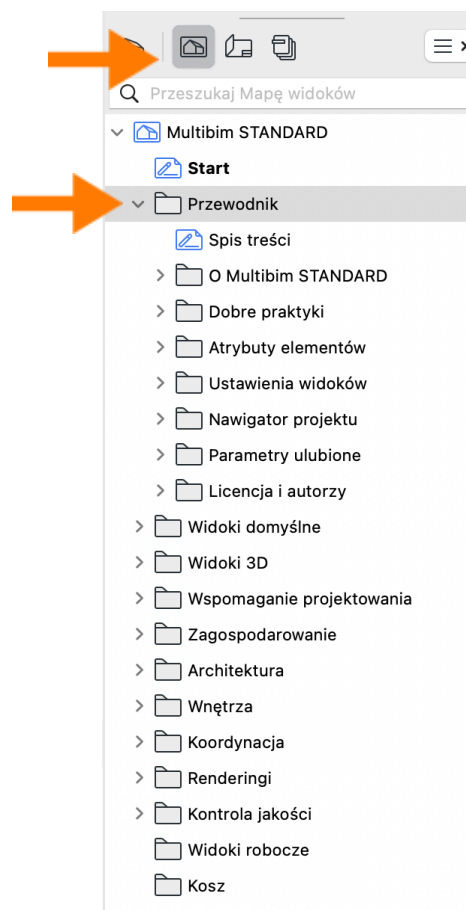 Przeszukaj Mapę widoków
Multibim STANDARD
Start
Przewodnik
Spis treści
O Multibim STANDARD
Dobre praktyki
Atrybuty elementów
Ustawienia widoków
Nawigator projektu
Parametry ulubione
Licencja i autorzy
Widoki domyślne
Widoki 3D
Wspomaganie projektowania
Zagospodarowanie
Architektura
Wnętrza
Koordynacja
Renderingi
Kontrola jakości
Widoki robocze
Kosz